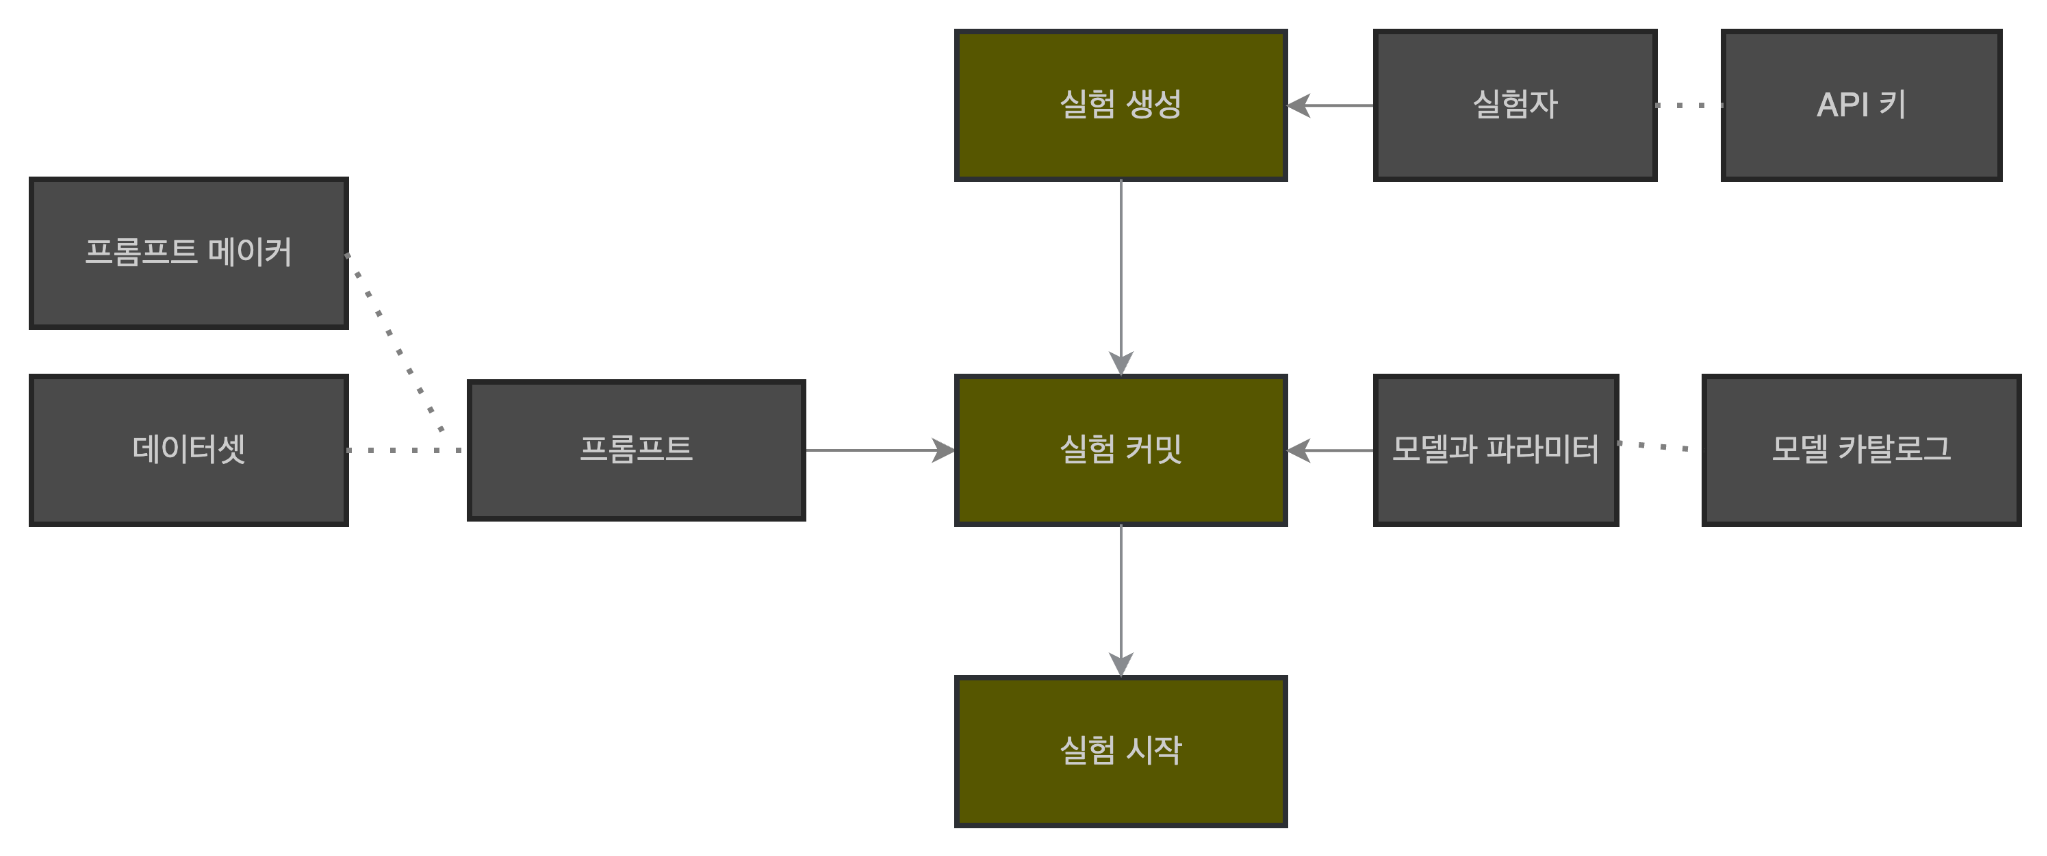 실험 생성
실험자
API 키
프롬프트 메이커
데이터셋
프롬프트
실험 커밋
모델과 파라미터
모델 카탈로그
실험 시작